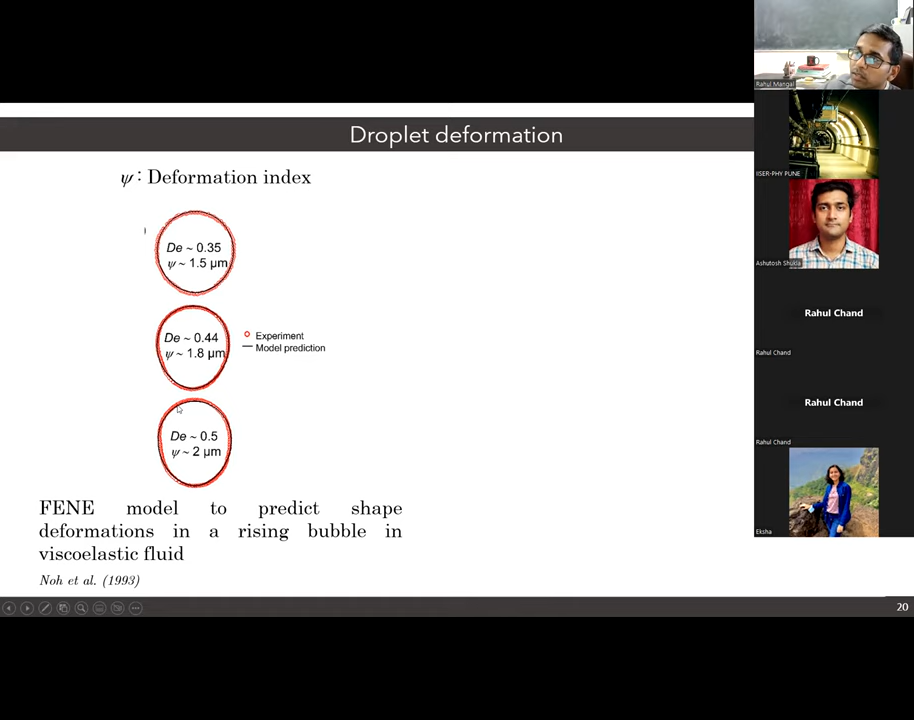 Droplet deformation
ψ : Deformation index
De ~ 0.35
ψ ~ 1.5 μm
De ~ 0.44
ψ ~ 1.8 μm
Experiment
Model prediction
De ~ 0.5
ψ ~ 2 μm
FENE model to predict shape
deformations in a rising bubble in
viscoelastic fluid
Noh et al. (1993)
20
Rahul Mangal
IISER-PHY PUNE
Ashutosh Shukla
Rahul Chand
Rahul Chand
Rahul Chand
Rahul Chand
Eksha